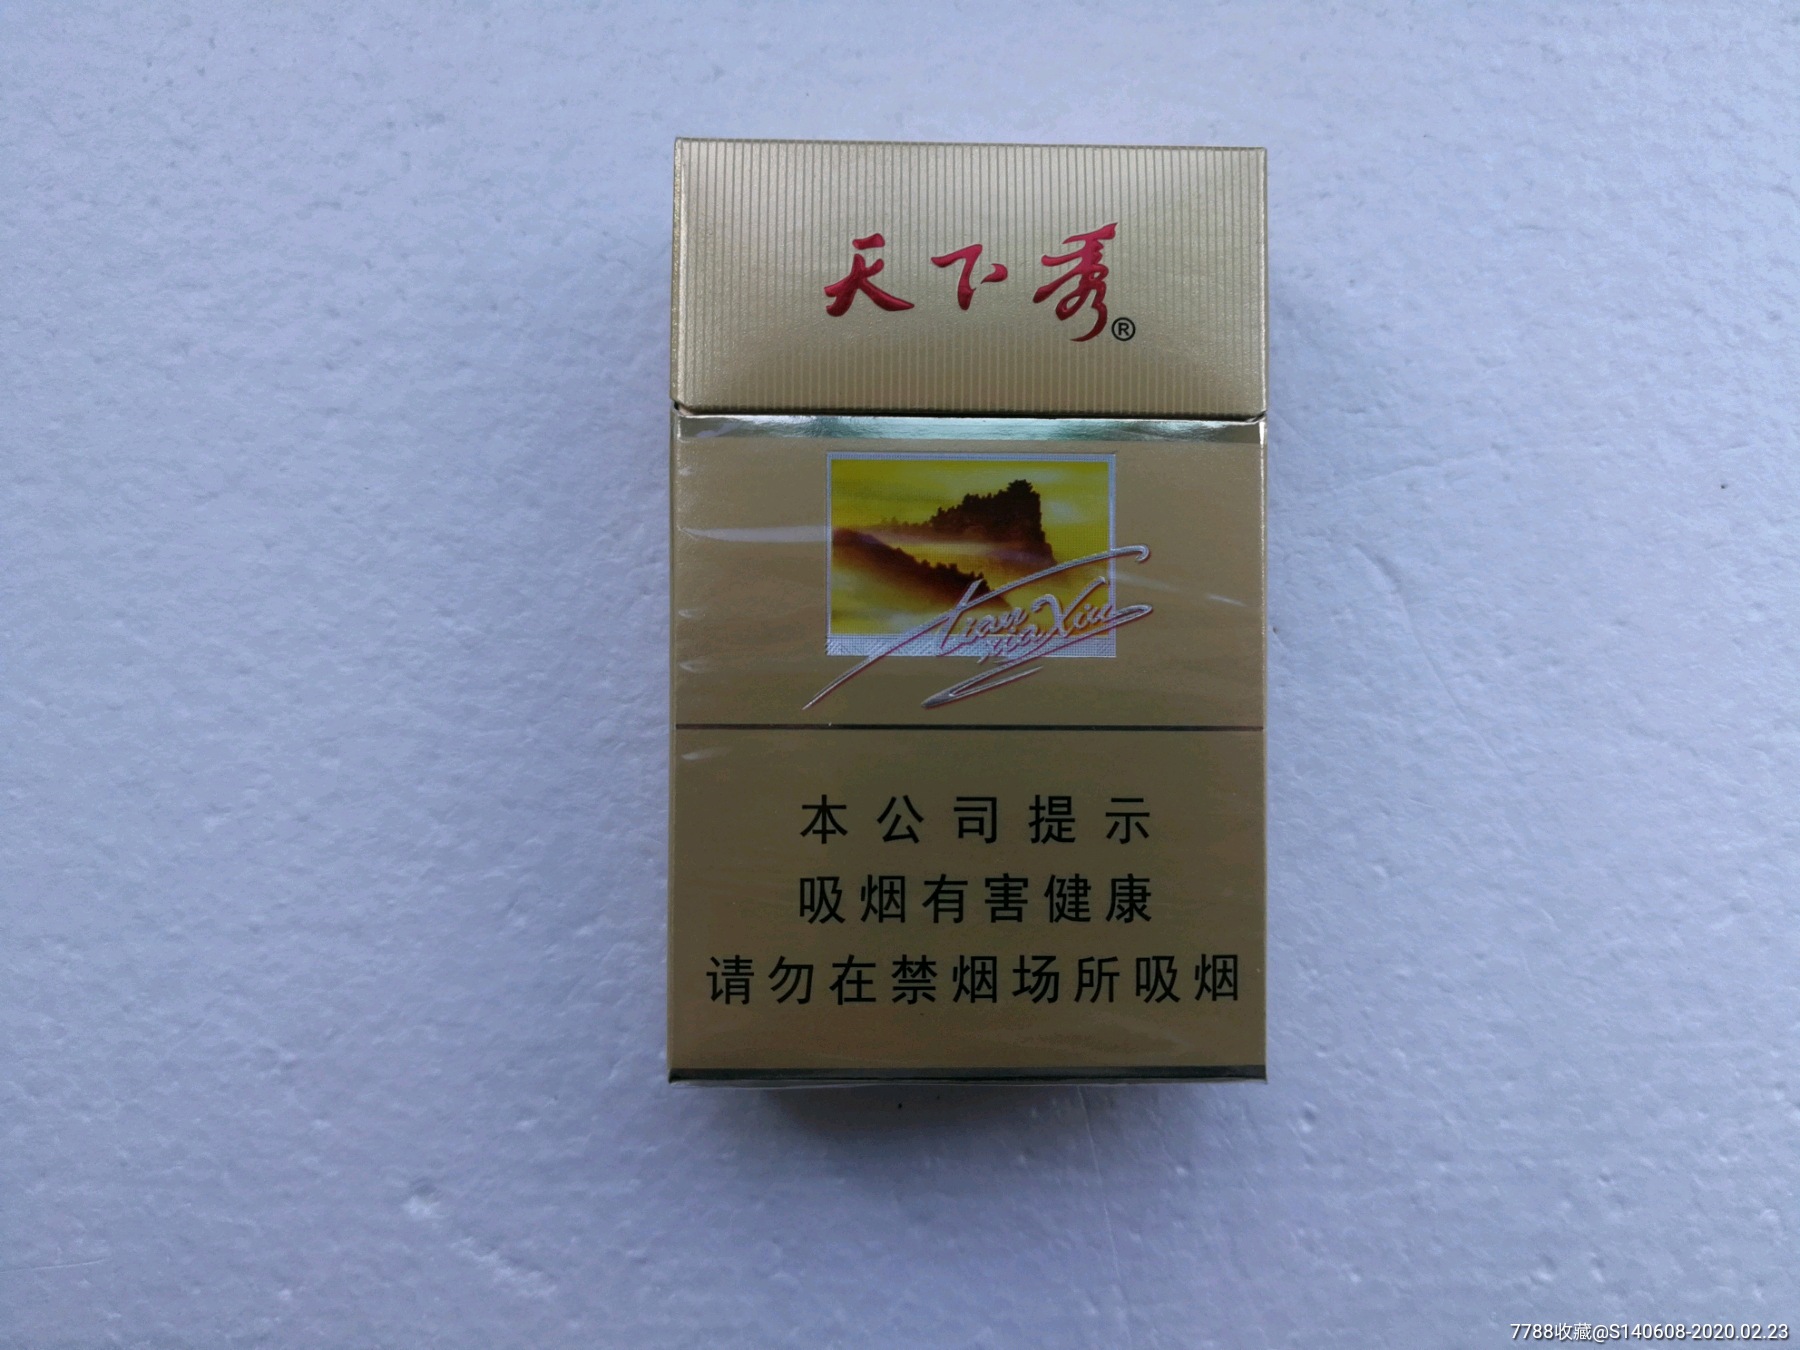 天下秀®
Tian xia Xiu
本公司提示
吸烟有害健康
请勿在禁烟场所吸烟
7788收藏@S140608-2020.02.23